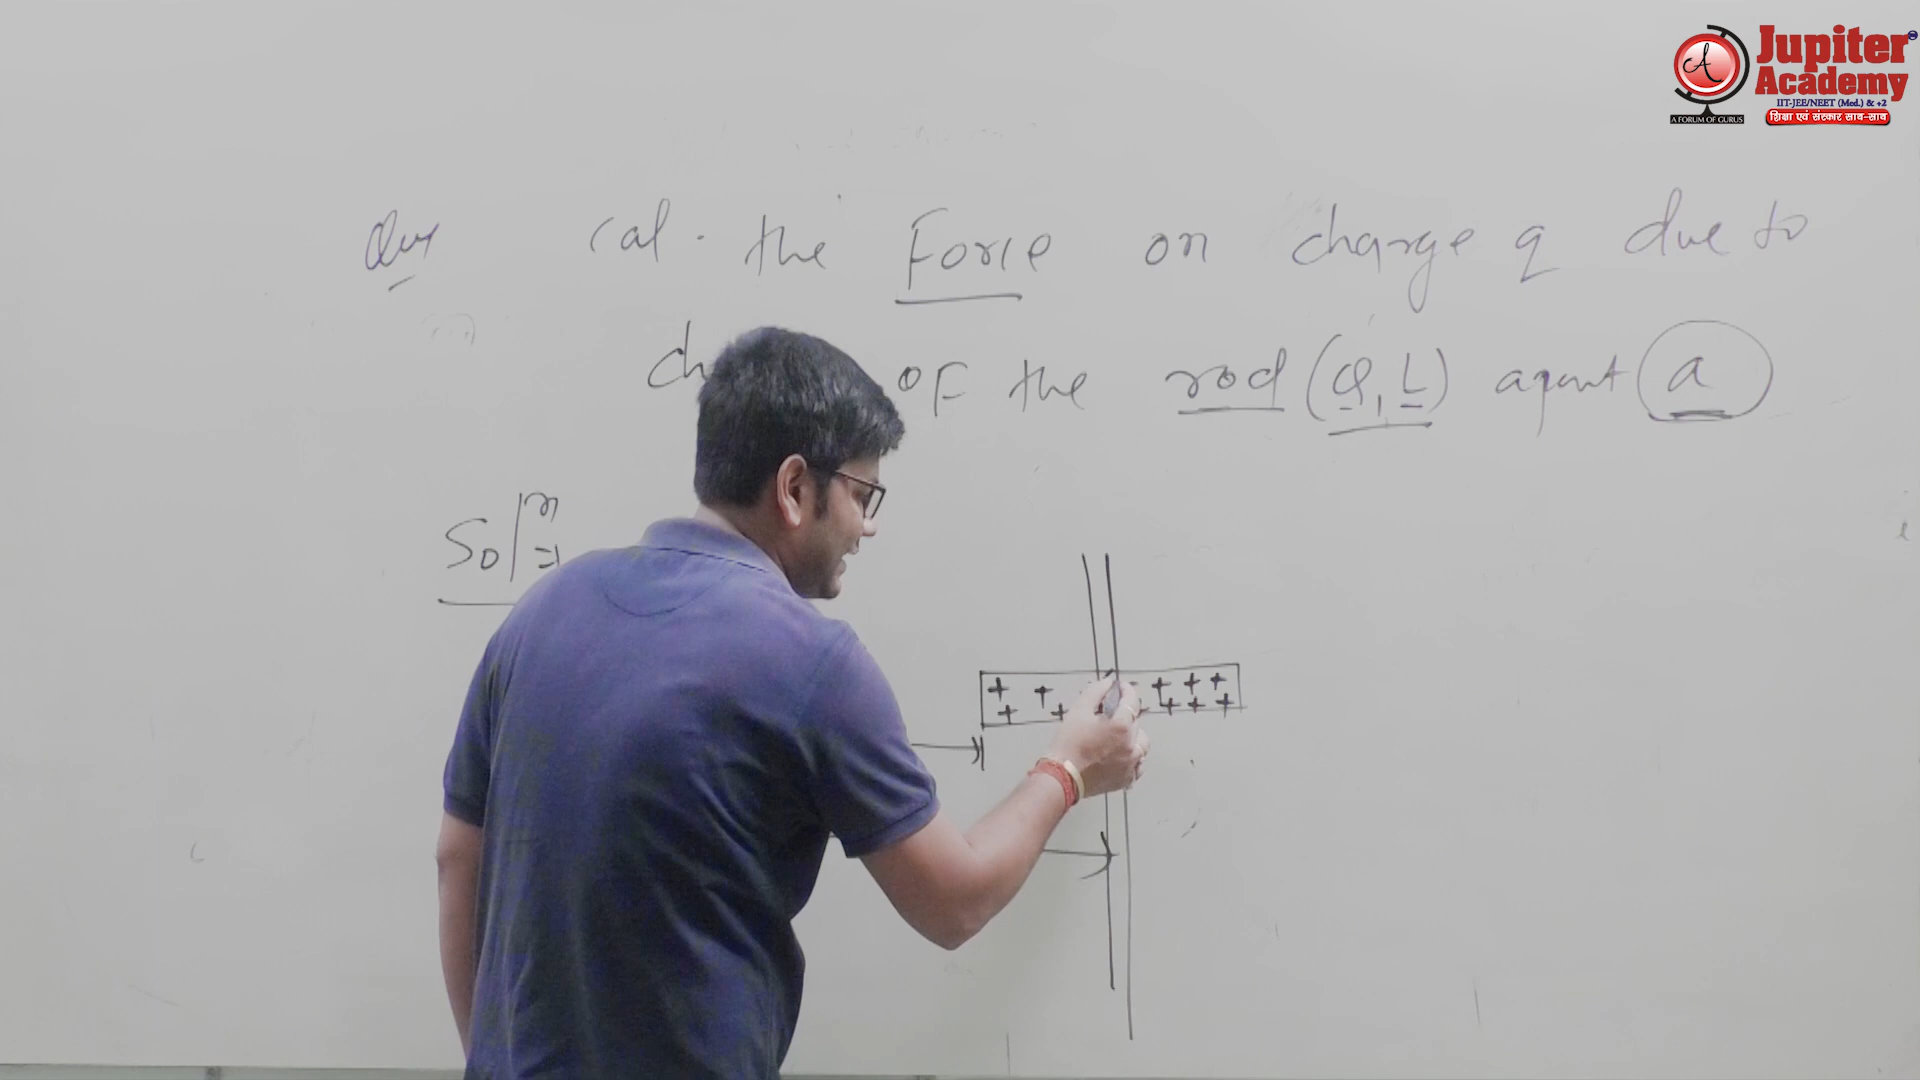 Jupiter
Academy
IIT-JEE/NEET (Med.) & +2
A FORUM OF GURUS
शिक्षा एवं संस्कार साथ-साथ
Que Cal. the Force on charge q due to
of the rod (Q, L) apart a
Sol^n
+ + + + +
+ + + + +